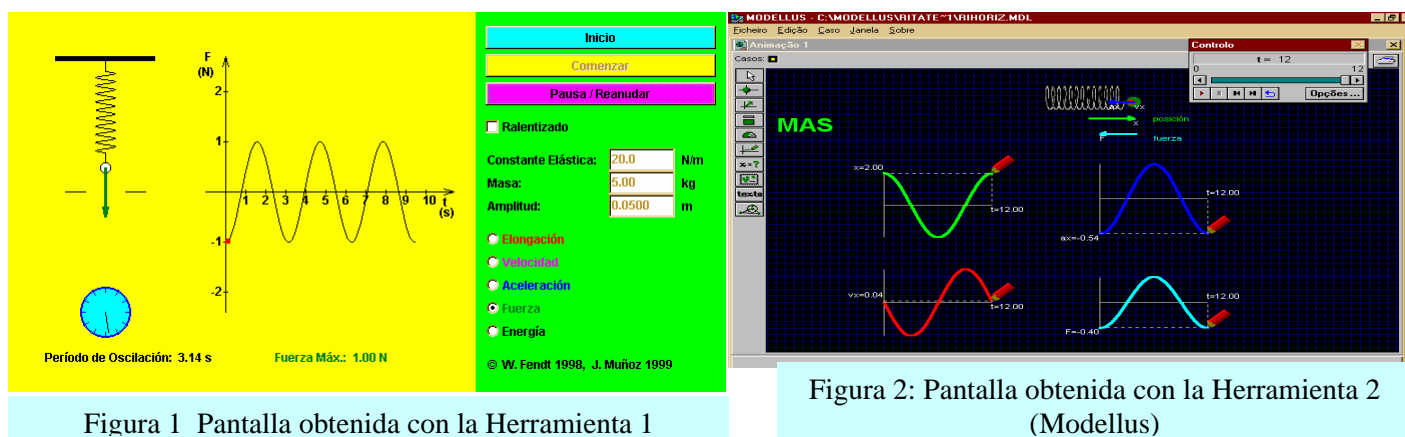 F
(N)
2
1
-1
-2
1 2 3 4 5 6 7 8 9 10 t
(s)
Período de Oscilación: 3.14 s
Fuerza Máx.: 1.00 N
Inicio
Comenzar
Pausa / Reanudar
Ralentizado
Constante Elástica: 20.0 N/m
Masa: 5.00 kg
Amplitud: 0.0500 m
Elongación
Velocidad
Aceleración
Fuerza
Energía
© W. Fendt 1998, J. Muñoz 1999
Figura 1 Pantalla obtenida con la Herramienta 1
MODELLUS - C:\MODELLUS\RITATE~1\RIHORIZ.MDL
Ficheiro Edição Caso Janela Sobre
Animação 1
Casos:
x=?
texto
Controlo
t= 12
0 12
Opções...
MAS
vx
x
posición
F
fuerza
x=2.00
t=12.00
t=12.00
ax=-0.54
vx=0.04
t=12.00
t=12.00
F=-0.40
Figura 2: Pantalla obtenida con la Herramienta 2
(Modellus)